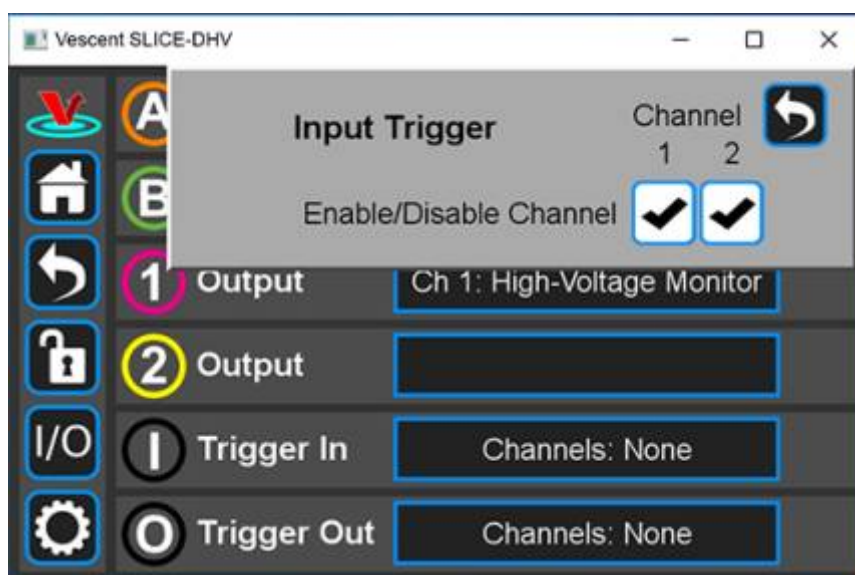 Vescent SLICE-DHV
A
Input Trigger
Channel
1 2
B
Enable/Disable Channel
1 Output Ch 1: High-Voltage Monitor
2 Output
I/O
I Trigger In Channels: None
O Trigger Out Channels: None